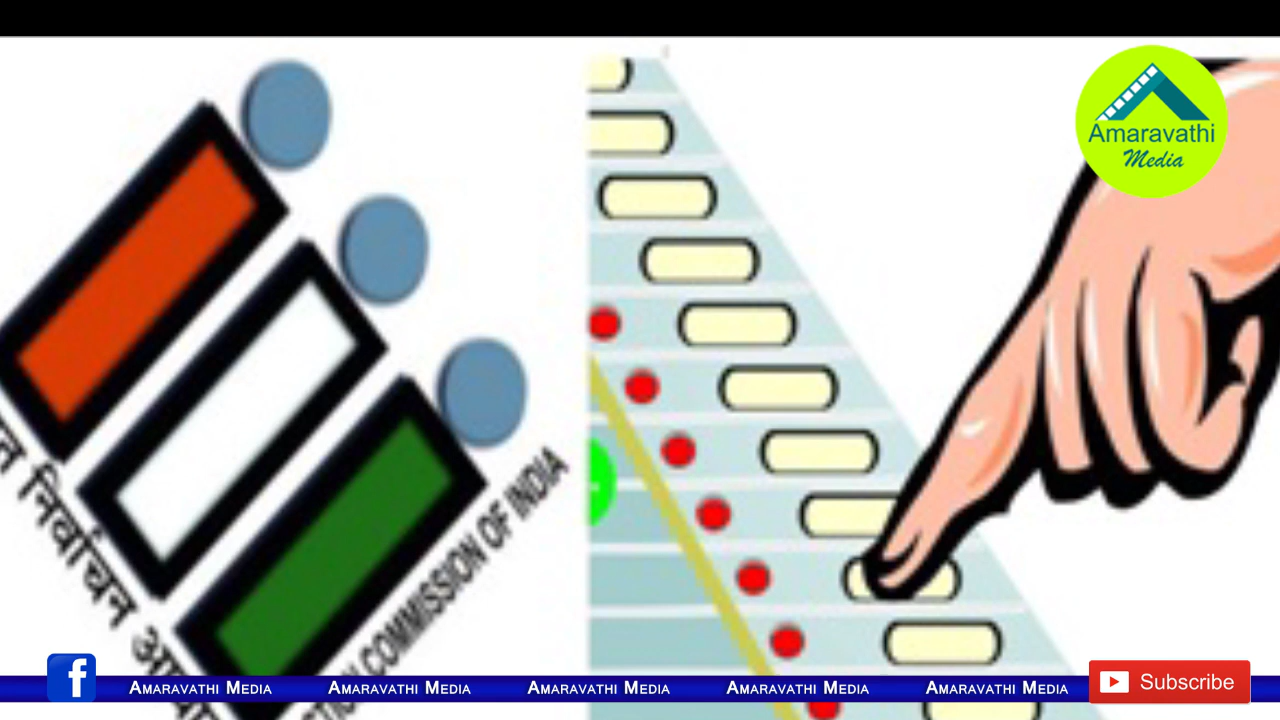 Amaravathi
Media
निर्वाचन
COMMISSION OF INDIA
f
AMARAVATHI MEDIA AMARAVATHI MEDIA AMARAVATHI MEDIA AMARAVATHI MEDIA AMARAVATHI MEDIA
Subscribe